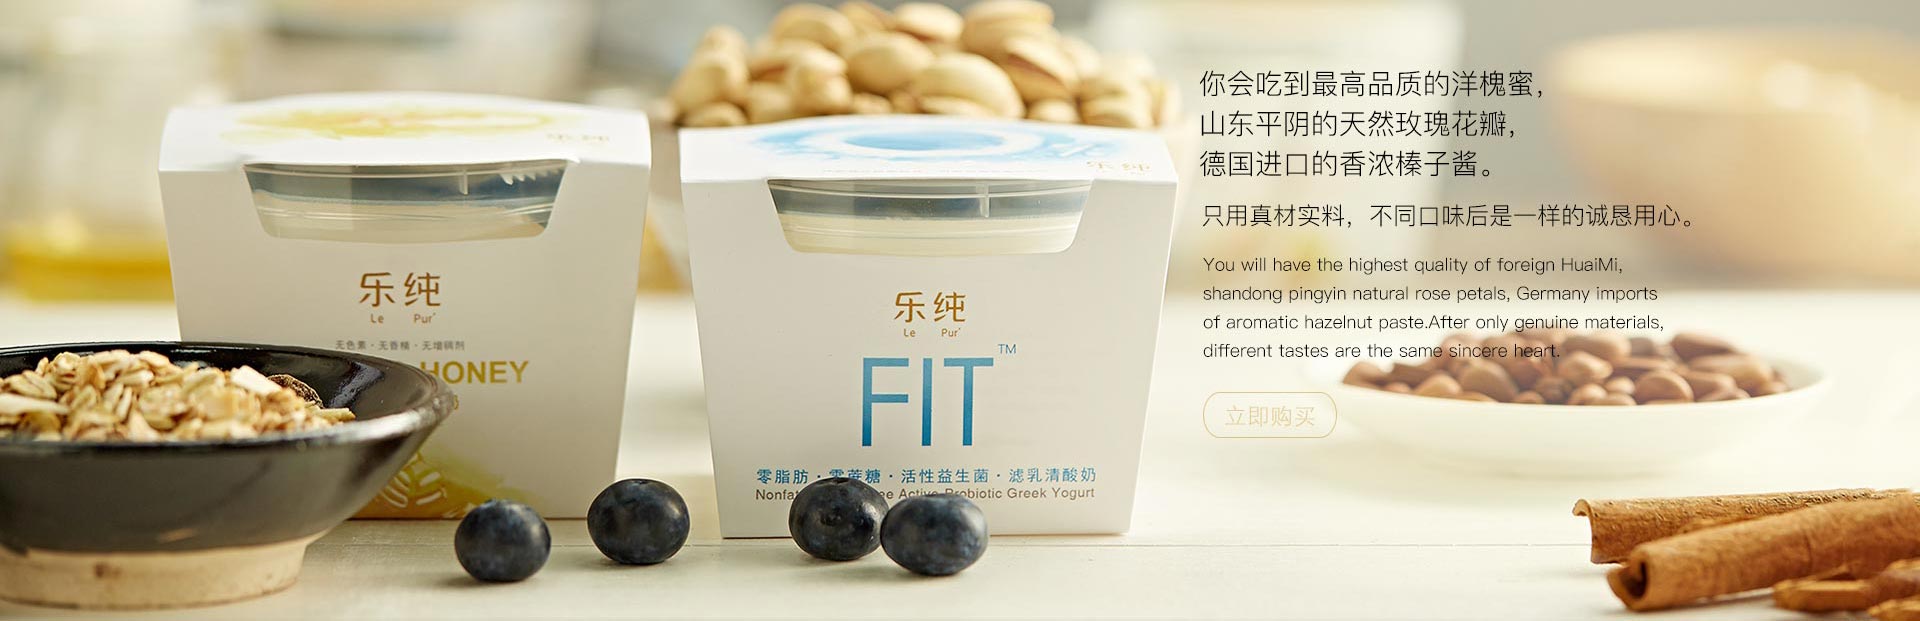 乐纯
乐纯
乐纯
Le Pur
无色素·无香精·无增稠剂
HONEY
乐纯
Le Pur
FIT™
零脂肪·零蔗糖·活性益生菌·滤乳清酸奶
Active Probiotic Greek Yogurt
你会吃到最高品质的洋槐蜜，
山东平阴的天然玫瑰花瓣，
德国进口的香浓榛子酱。
只用真材实料，不同口味后是一样的诚恳用心。
You will have the highest quality of foreign HuaiMi,
shandong pingyin natural rose petals, Germany imports
of aromatic hazelnut paste.After only genuine materials,
different tastes are the same sincere heart.
立即购买